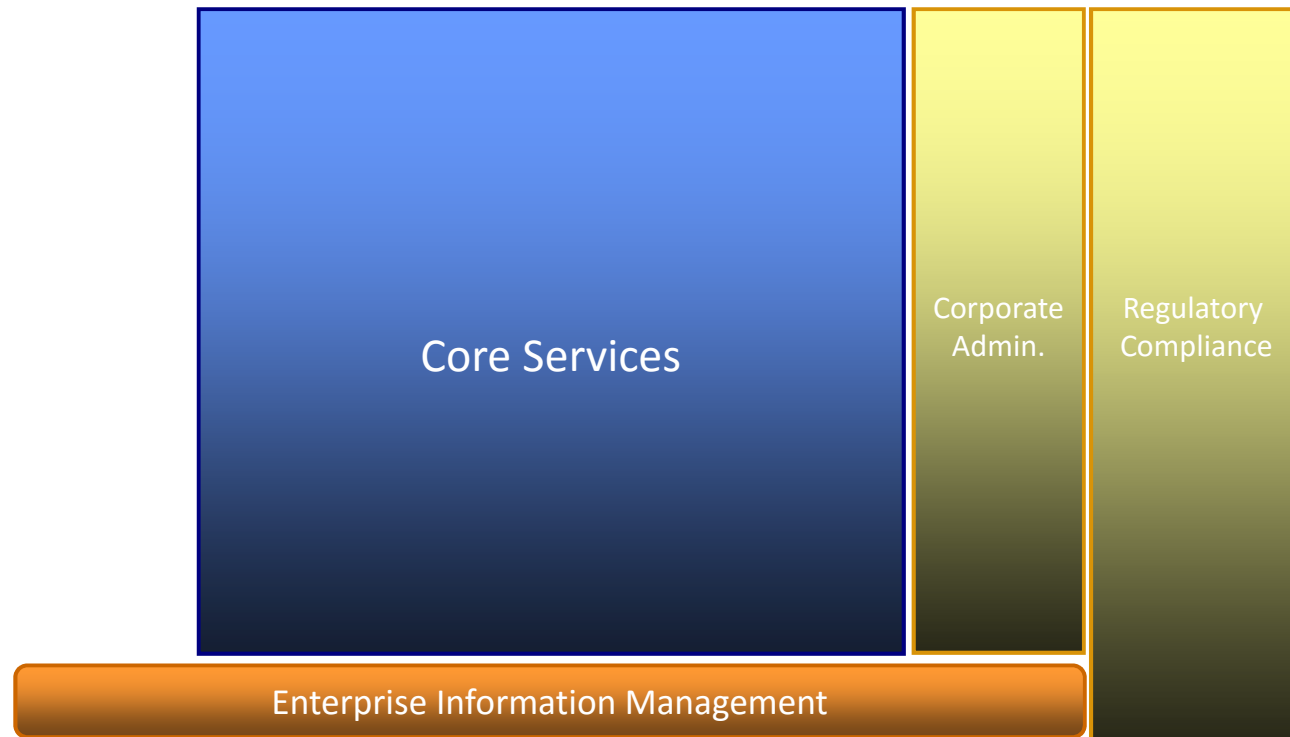 Core Services
Corporate
Admin.
Regulatory
Compliance
Enterprise Information Management